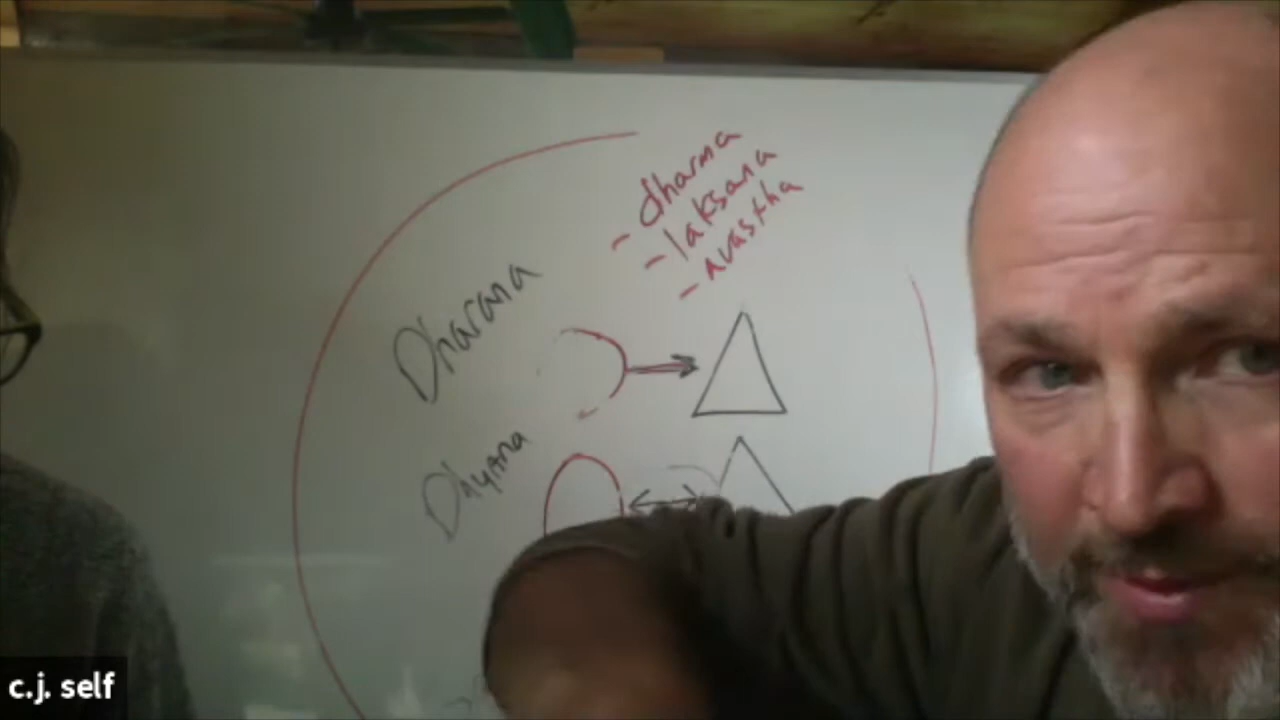 - dharma
- laksana
- avastha
Dharana
Dhyana
c.j. self